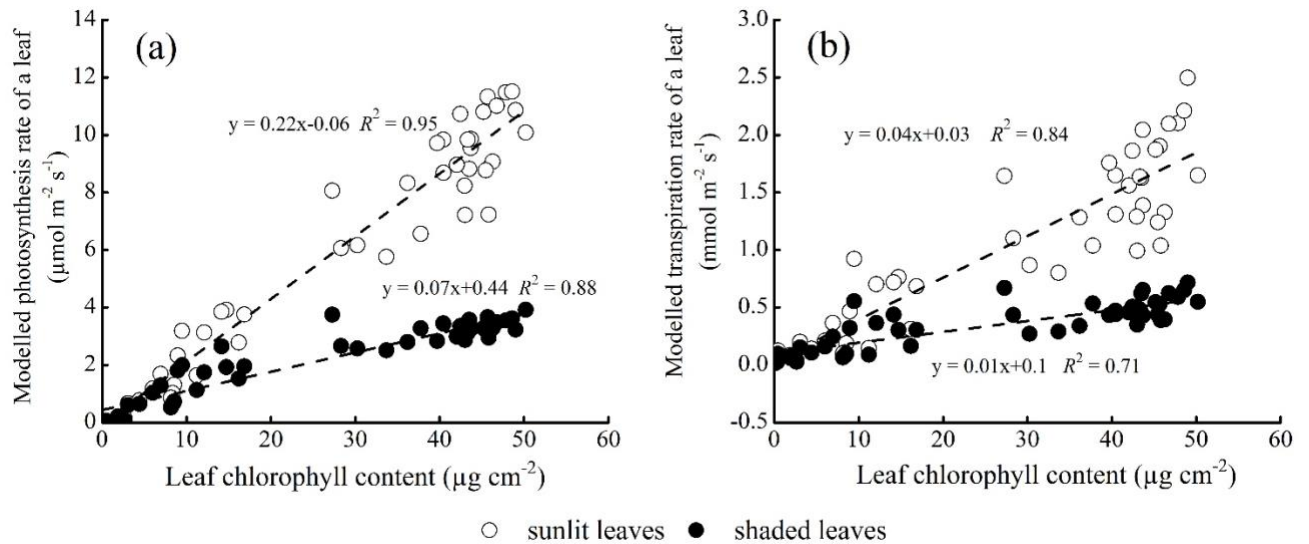 (a)
Modelled photosynthesis rate of a leaf
(µmol m⁻² s⁻¹)
14
12
10
8
6
4
2
0
y = 0.22x-0.06 R² = 0.95
y = 0.07x+0.44 R² = 0.88
0 10 20 30 40 50 60
Leaf chlorophyll content (µg cm⁻²)
(b)
Modelled transpiration rate of a leaf
(mmol m⁻² s⁻¹)
3.0
2.5
2.0
1.5
1.0
0.5
0.0
-0.5
y = 0.04x+0.03 R² = 0.84
y = 0.01x+0.1 R² = 0.71
0 10 20 30 40 50 60
Leaf chlorophyll content (µg cm⁻²)
sunlit leaves shaded leaves